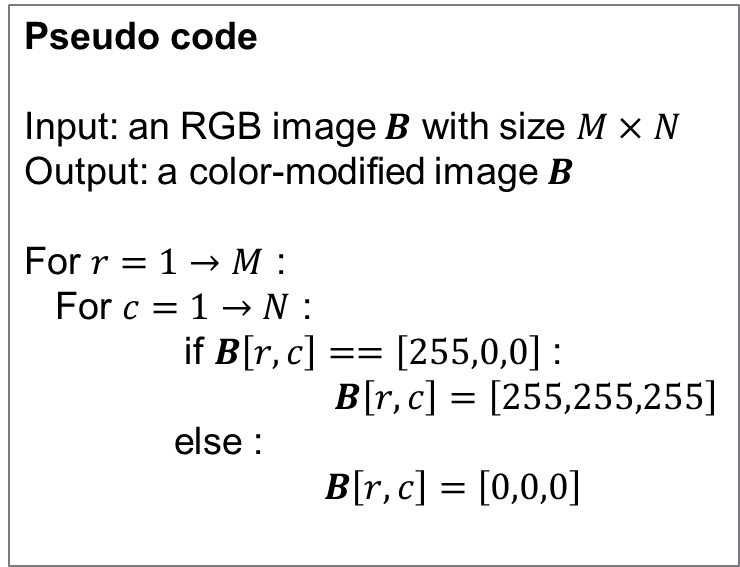 Pseudo code
Input: an RGB image B with size M × N
Output: a color-modified image B
For r = 1 → M :
For c = 1 → N :
if B[r, c] == [255,0,0] :
B[r, c] = [255,255,255]
else :
B[r, c] = [0,0,0]